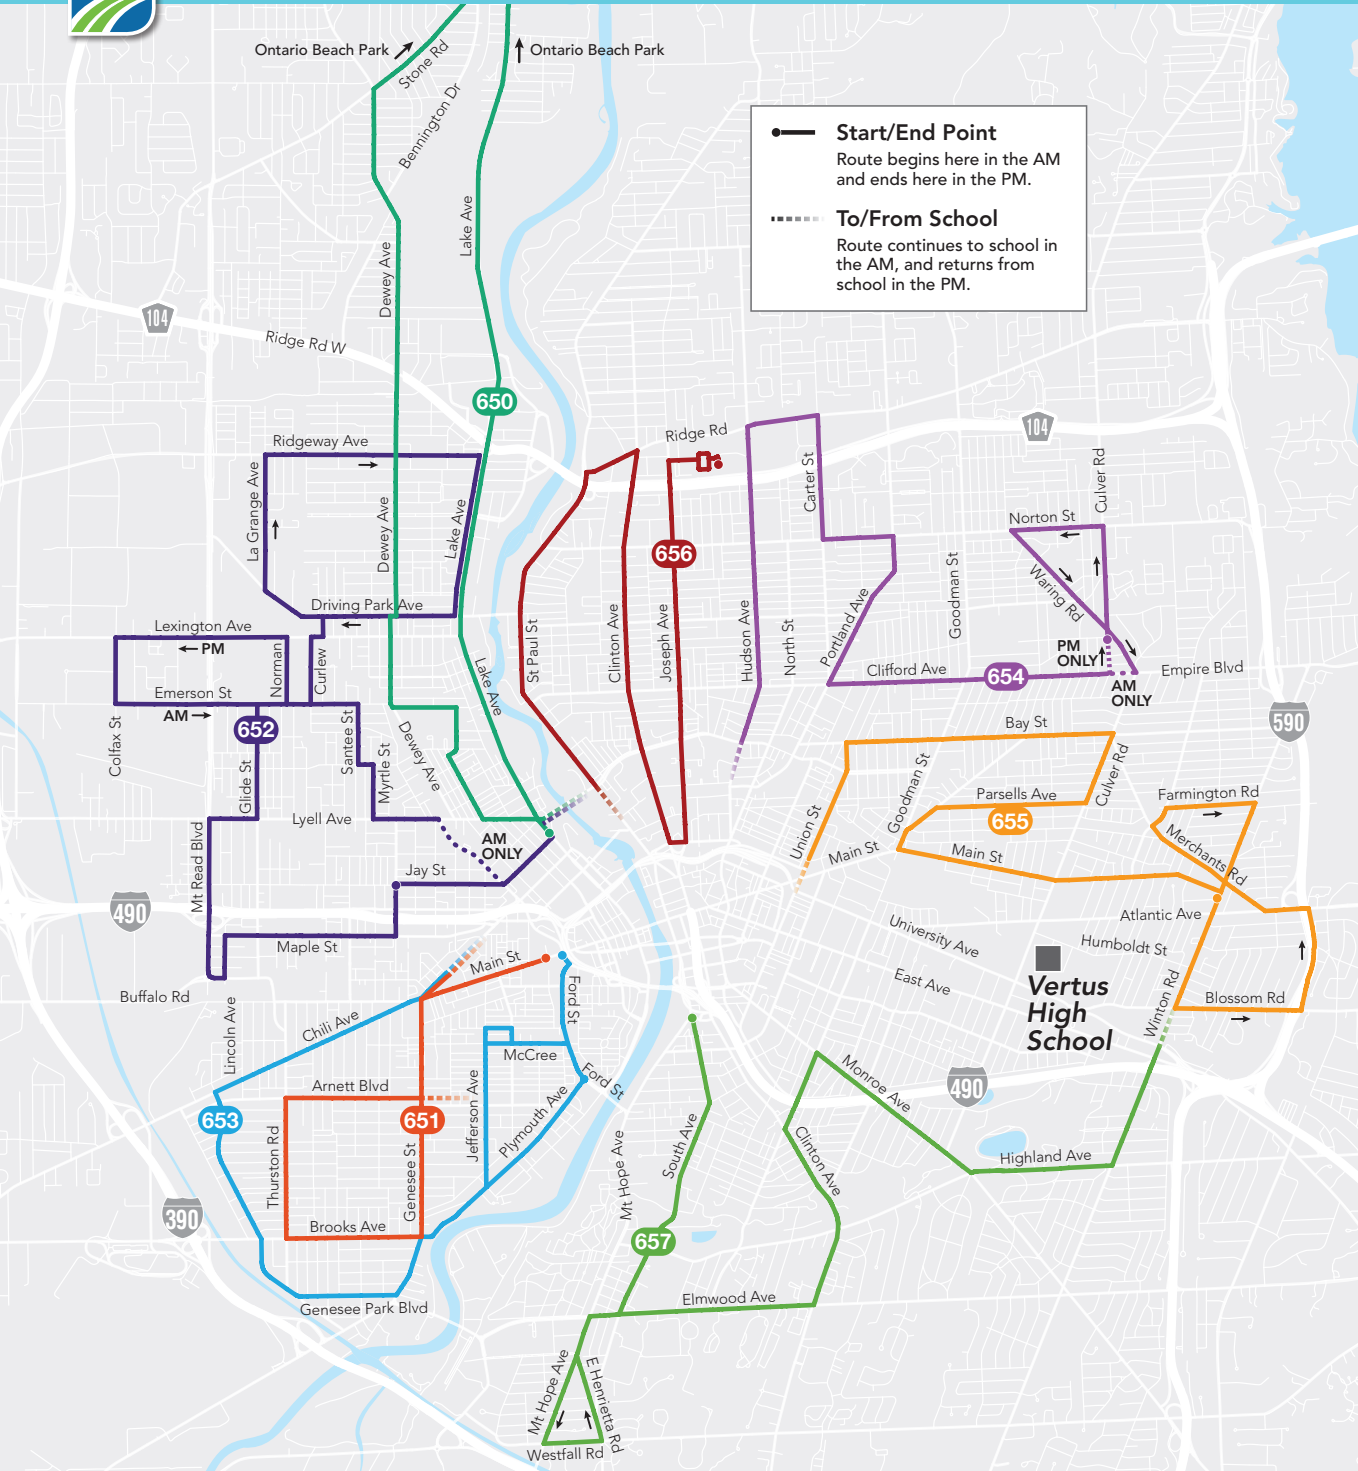 Ontario Beach Park
Ontario Beach Park
Stone Rd
Bennington Dr
Start/End Point
Route begins here in the AM
and ends here in the PM.
To/From School
Route continues to school in
the AM, and returns from
school in the PM.
Lake Ave
Dewey Ave
104
Ridge Rd W
650
104
Ridge Rd
Ridgeway Ave
La Grange Ave
Dewey Ave
Lake Ave
Carter St
Culver Rd
Norton St
656
Waring Rd
Goodman St
Driving Park Ave
Lexington Ave
PM
Norman
Curlew
St Paul St
Clinton Ave
Joseph Ave
Hudson Ave
North St
Portland Ave
PM
ONLY
Clifford Ave
654
Empire Blvd
AM
ONLY
Emerson St
AM
652
Lake Ave
590
Colfax St
Glide St
Santee St
Myrtle St
Dewey Ave
Bay St
Goodman St
Culver Rd
Parsells Ave
Farmington Rd
655
Lyell Ave
Mt Read Blvd
AM
ONLY
Union St
Main St
Main St
Merchants Rd
Jay St
490
Atlantic Ave
University Ave
Humboldt St
Maple St
Main St
East Ave
Buffalo Rd
Ford St
Vertus
High
School
Winton Rd
Blossom Rd
Lincoln Ave
Chili Ave
McCree
Ford St
Arnett Blvd
Jefferson Ave
Plymouth Ave
Monroe Ave
490
653
651
Thurston Rd
Genesee St
Mt Hope Ave
South Ave
Clinton Ave
Highland Ave
390
Brooks Ave
657
Genesee Park Blvd
Elmwood Ave
Mt Hope Ave
E Henrietta Rd
Westfall Rd